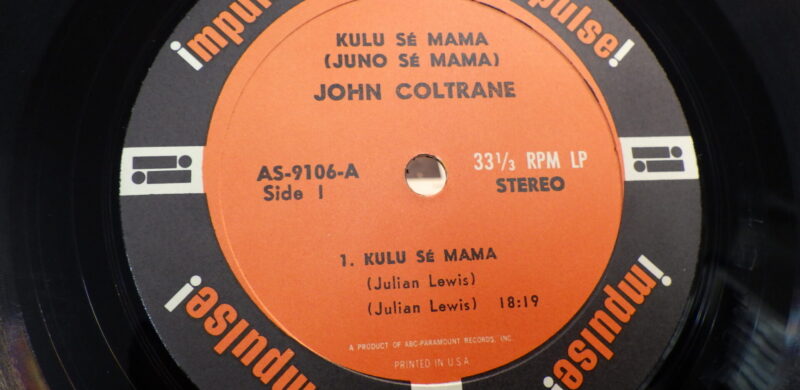 impulse!
impulse!
KULU SÉ MAMA
(JUNO SÉ MAMA)
JOHN COLTRANE
AS-9106-A
Side 1
33⅓ RPM LP
STEREO
1. KULU SÉ MAMA
(Julian Lewis)
(Julian Lewis) 18:19
A PRODUCT OF ABC-PARAMOUNT RECORDS, INC.
PRINTED IN U.S.A.
impulse!
impulse!